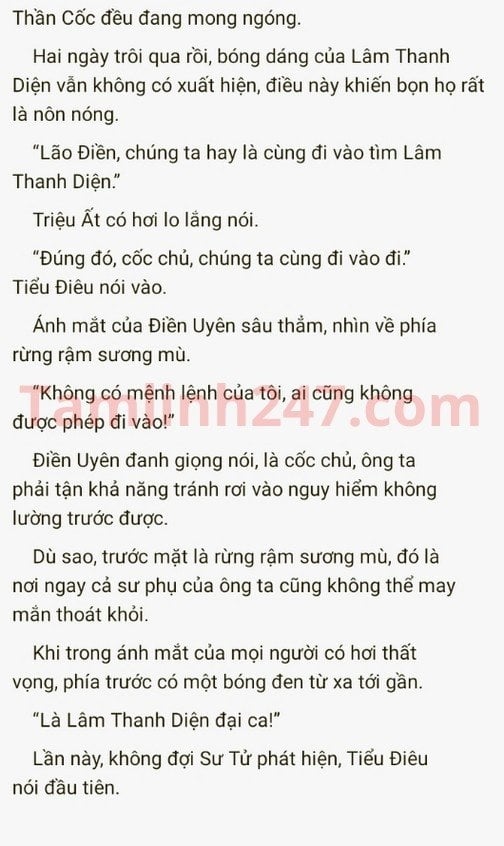 Thần Cốc đều đang mong ngóng.
Hai ngày trôi qua rồi, bóng dáng của Lâm Thanh
Diện vẫn không có xuất hiện, điều này khiến bọn họ rất
là nôn nóng.
“Lão Điền, chúng ta hay là cùng đi vào tìm Lâm
Thanh Diện.”
Triệu Ất có hơi lo lắng nói.
“Đúng đó, cốc chủ, chúng ta cùng đi vào đi.”
Tiểu Điêu nói vào.
Ánh mắt của Điền Uyên sâu thẳm, nhìn về phía
rừng rậm sương mù.
“Không có mệnh lệnh của tôi, ai cũng không
được phép đi vào!”
Tamlinh247.com
Điền Uyên đanh giọng nói, là cốc chủ, ông ta
phải tận khả năng tránh rơi vào nguy hiểm không
lường trước được.
Dù sao, trước mặt là rừng rậm sương mù, đó là
nơi ngay cả sư phụ của ông ta cũng không thể may
mắn thoát khỏi.
Khi trong ánh mắt của mọi người có hơi thất
vọng, phía trước có một bóng đen từ xa tới gần.
“Là Lâm Thanh Diện đại ca!”
Lần này, không đợi Sư Tử phát hiện, Tiểu Điêu
nói đầu tiên.